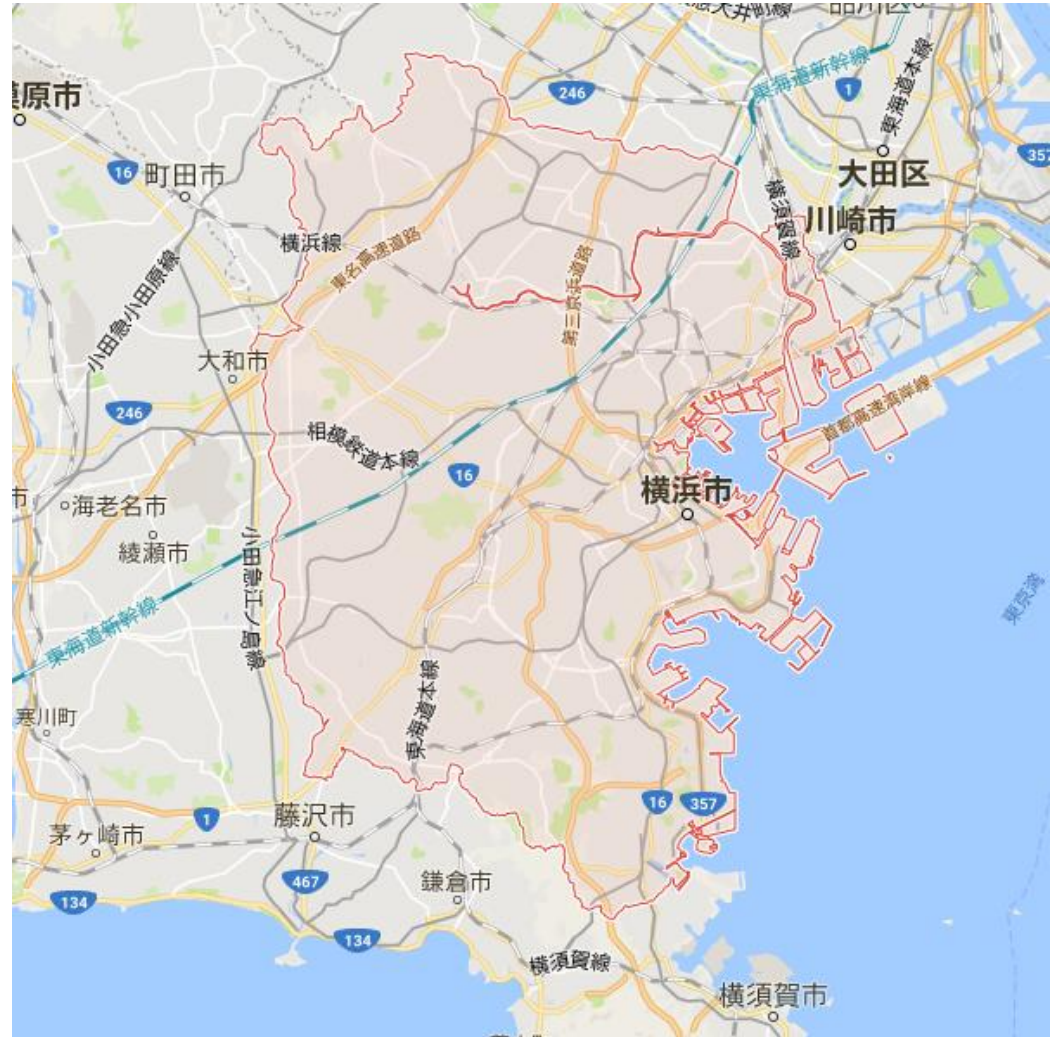 品川区
1
東海道新幹線
東海道本線
246
357
原市
16
町田市
大田区
川崎市
横須賀線
横浜線
東名高速道路
小田急小田原線
第三京浜道路
大和市
246
首都高速湾岸線
相模鉄道本線
16
横浜市
市
海老名市
綾瀬市
小田急江ノ島線
東海道新幹線
東京湾
東海道本線
寒川町
16
357
1
藤沢市
茅ヶ崎市
467
鎌倉市
134
134
横須賀線
横須賀市